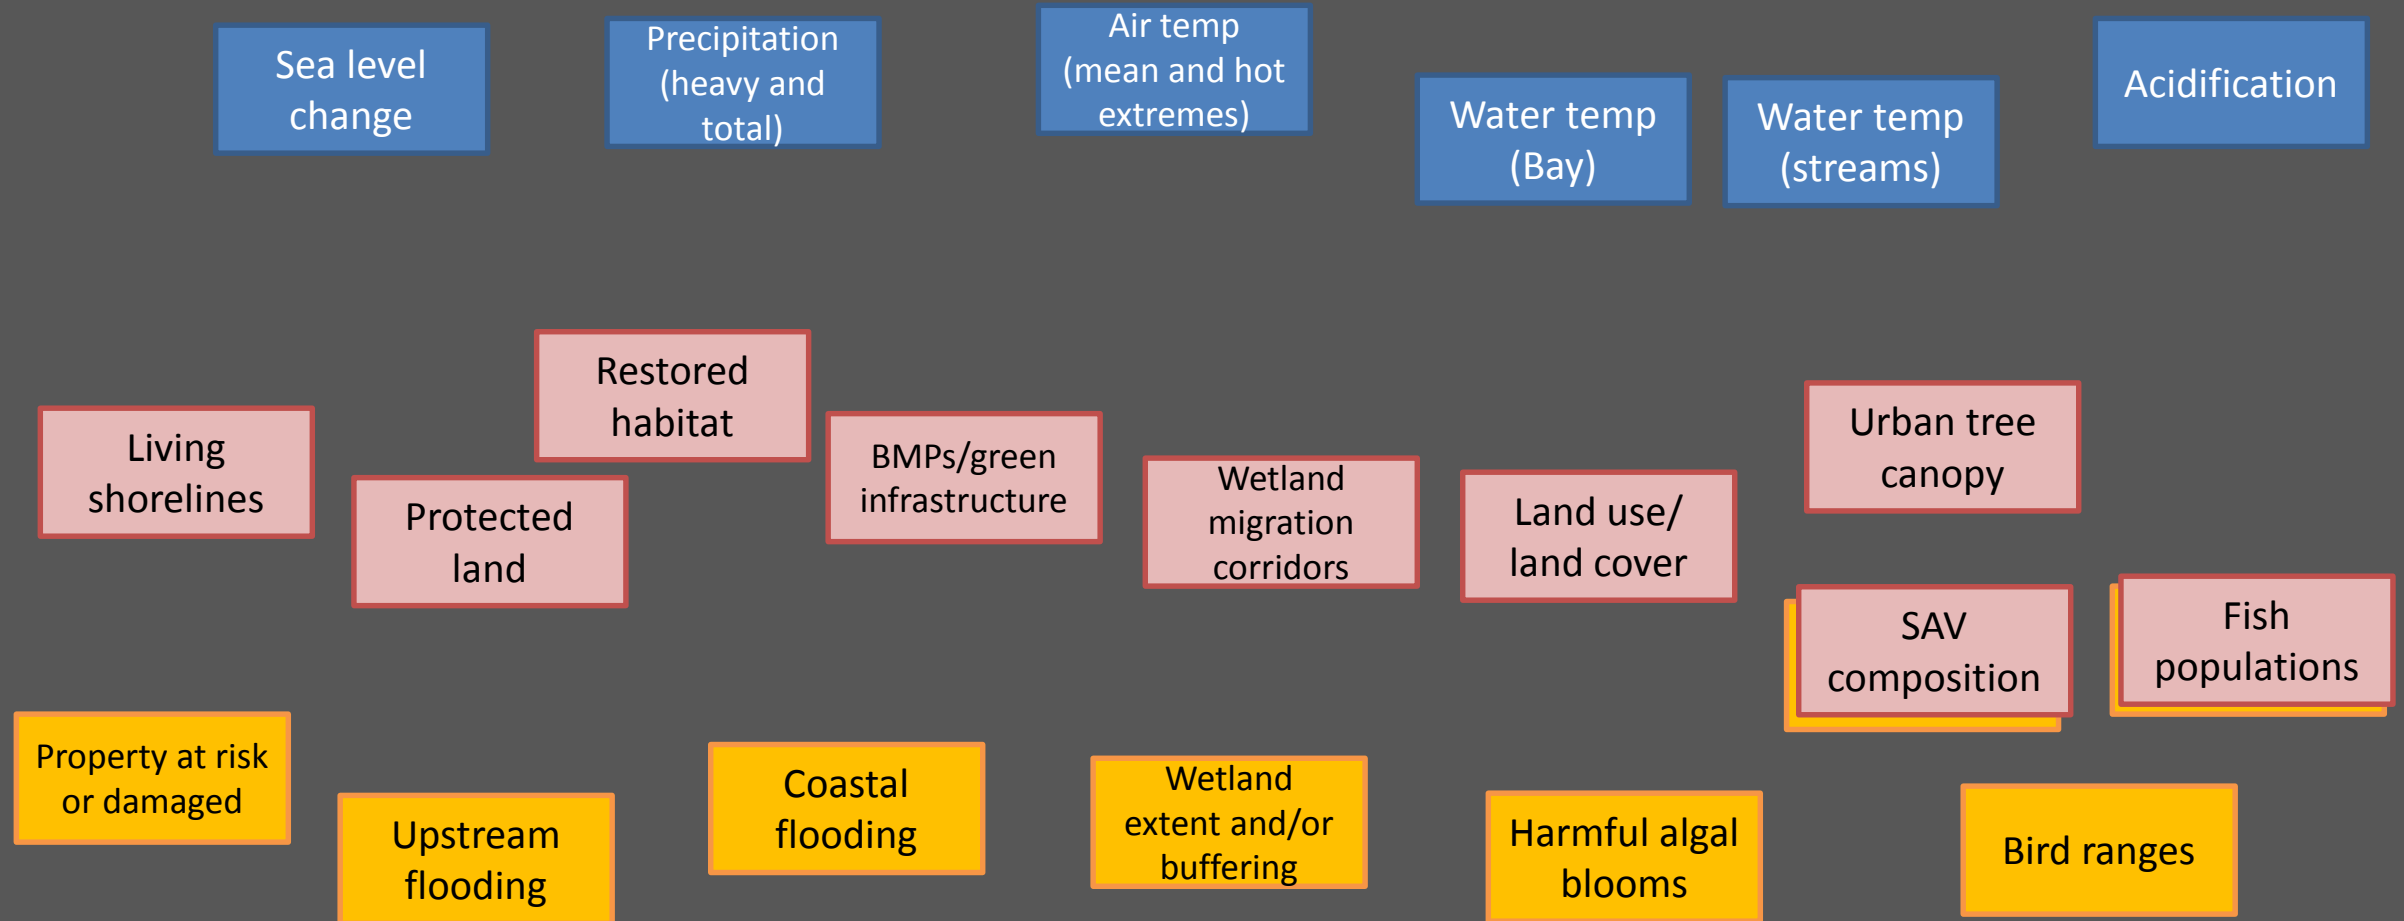 Sea level
change
Precipitation
(heavy and
total)
Air temp
(mean and hot
extremes)
Water temp
(Bay)
Water temp
(streams)
Acidification
Living
shorelines
Protected
land
Restored
habitat
BMPs/green
infrastructure
Wetland
migration
corridors
Land use/
land cover
Urban tree
canopy
SAV
composition
Fish
populations
Property at risk
or damaged
Upstream
flooding
Coastal
flooding
Wetland
extent and/or
buffering
Harmful algal
blooms
Bird ranges